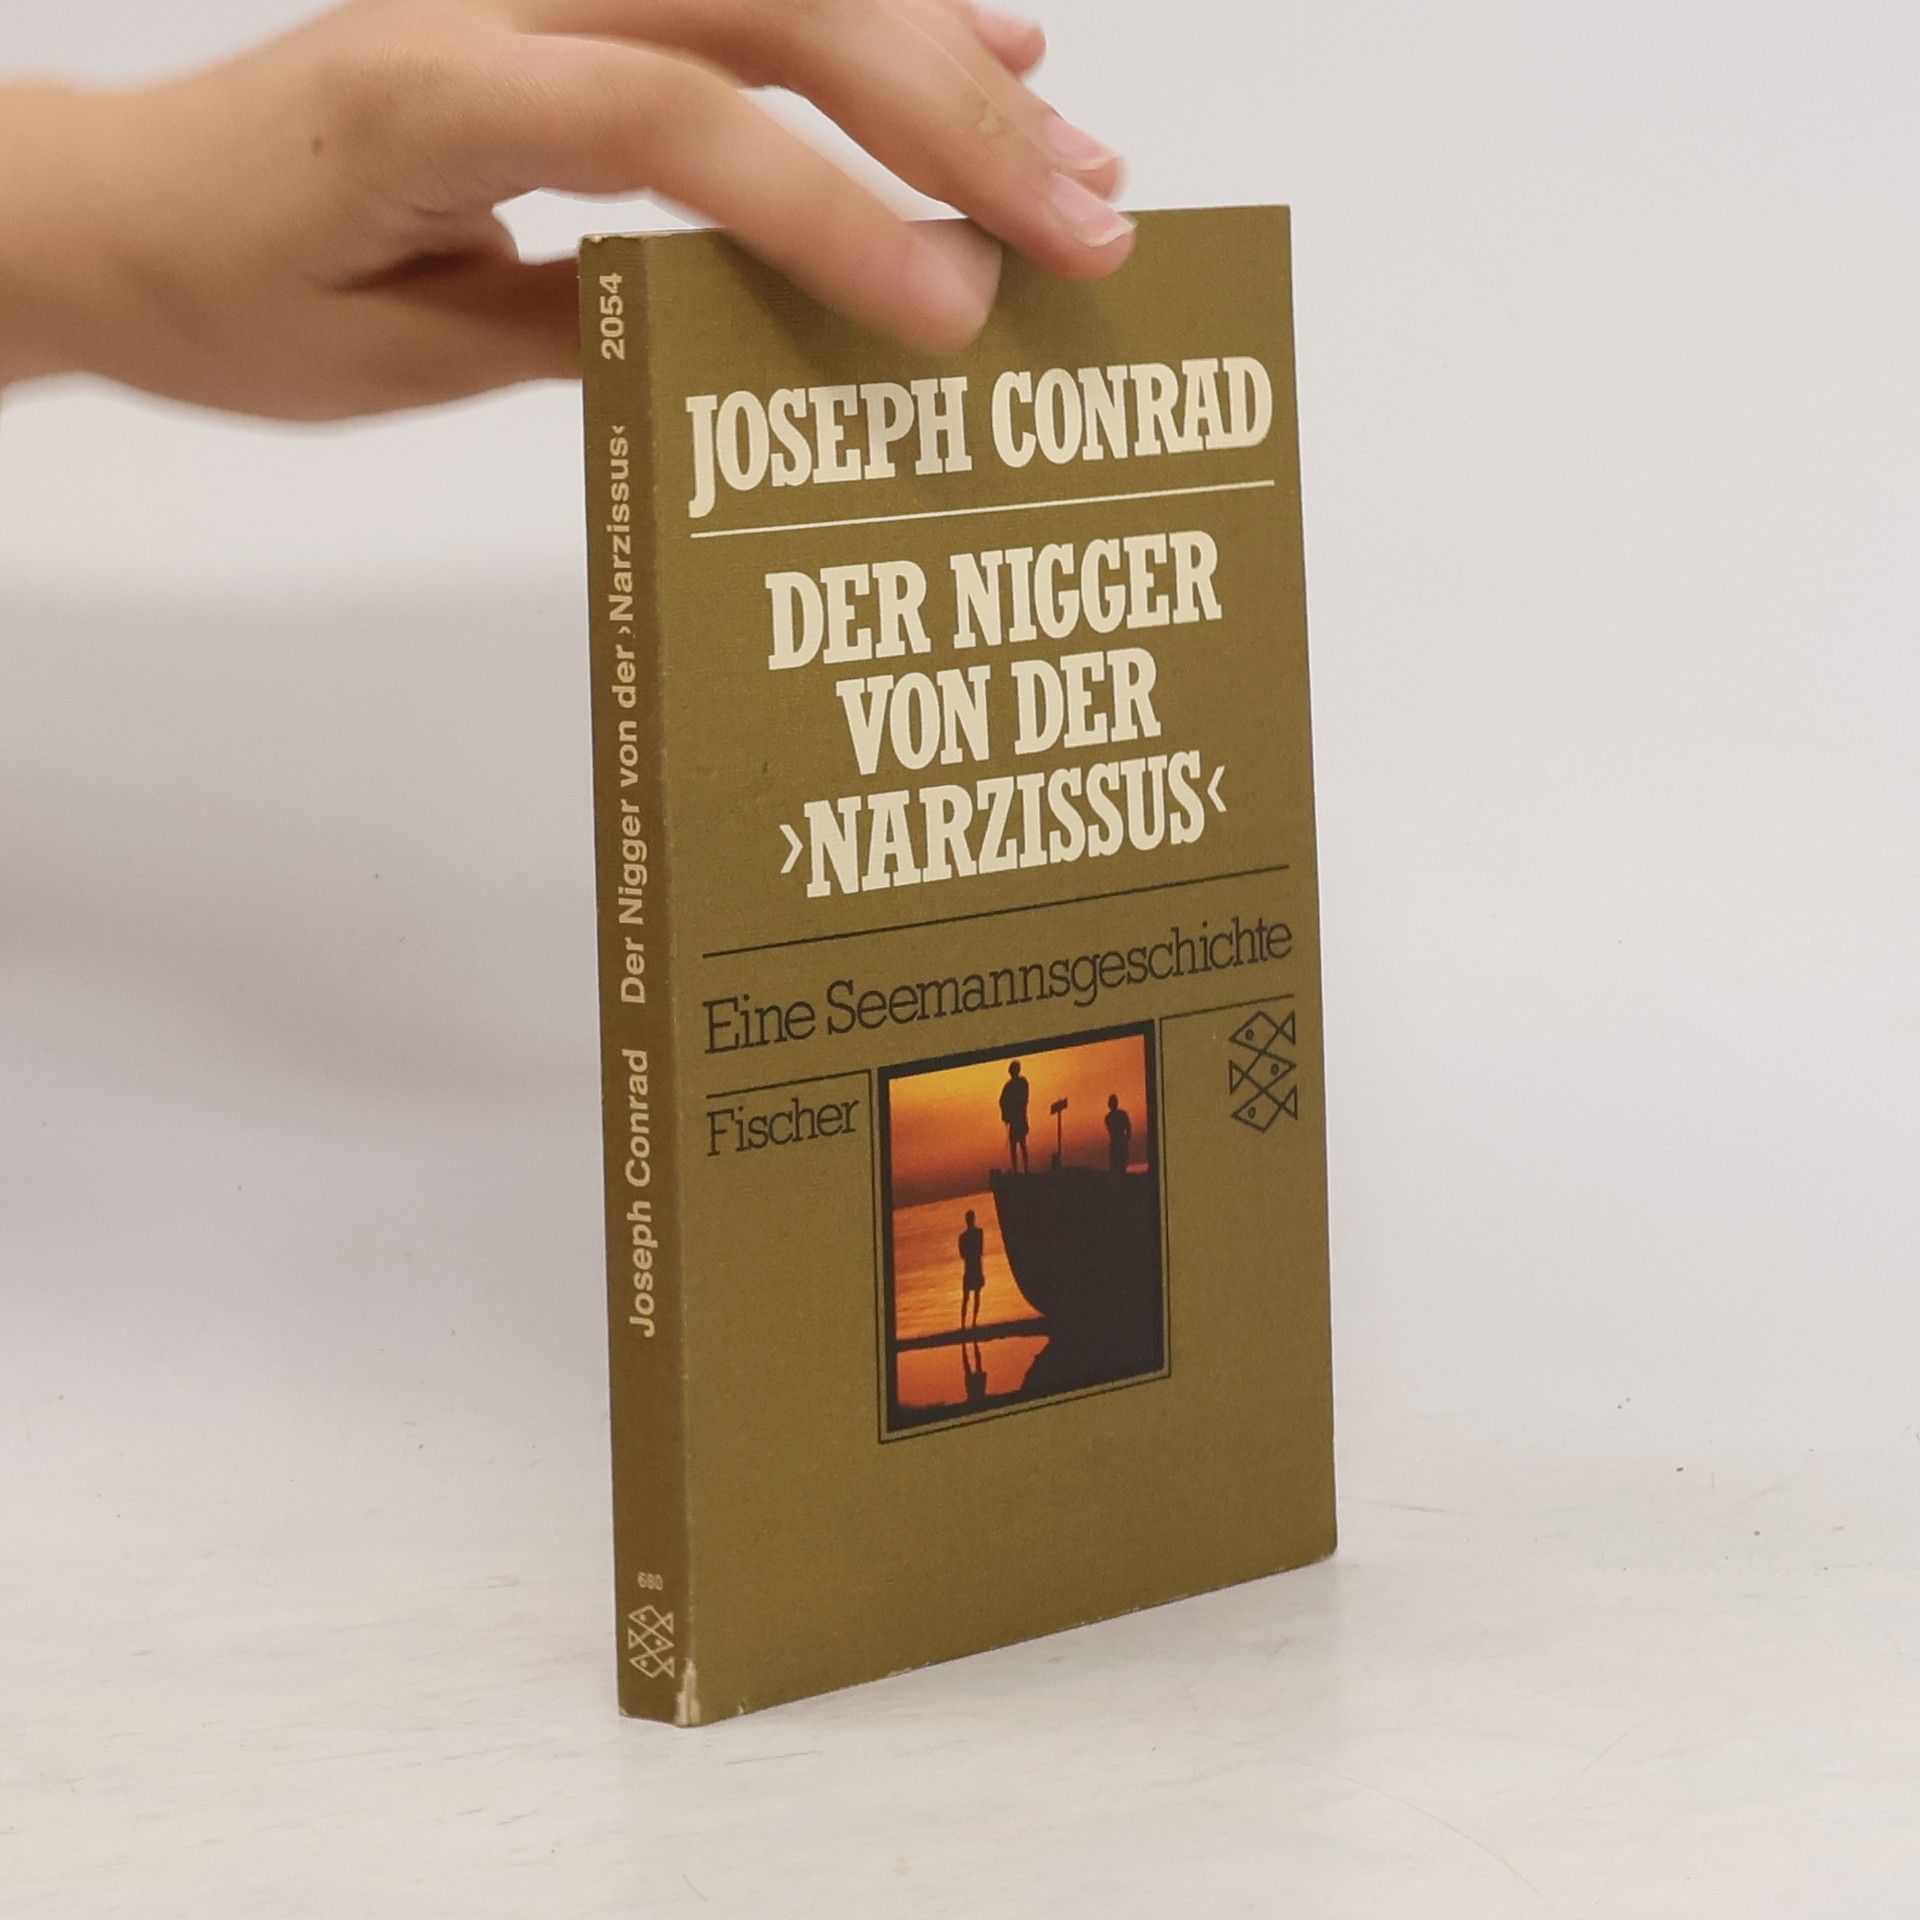 JOSEPH CONRAD
DER NIGGER
VON DER
›NARZISSUS‹
Eine Seemannsgeschichte
Fischer
Joseph Conrad Der Nigger von der ›Narzissus‹ 2054
680